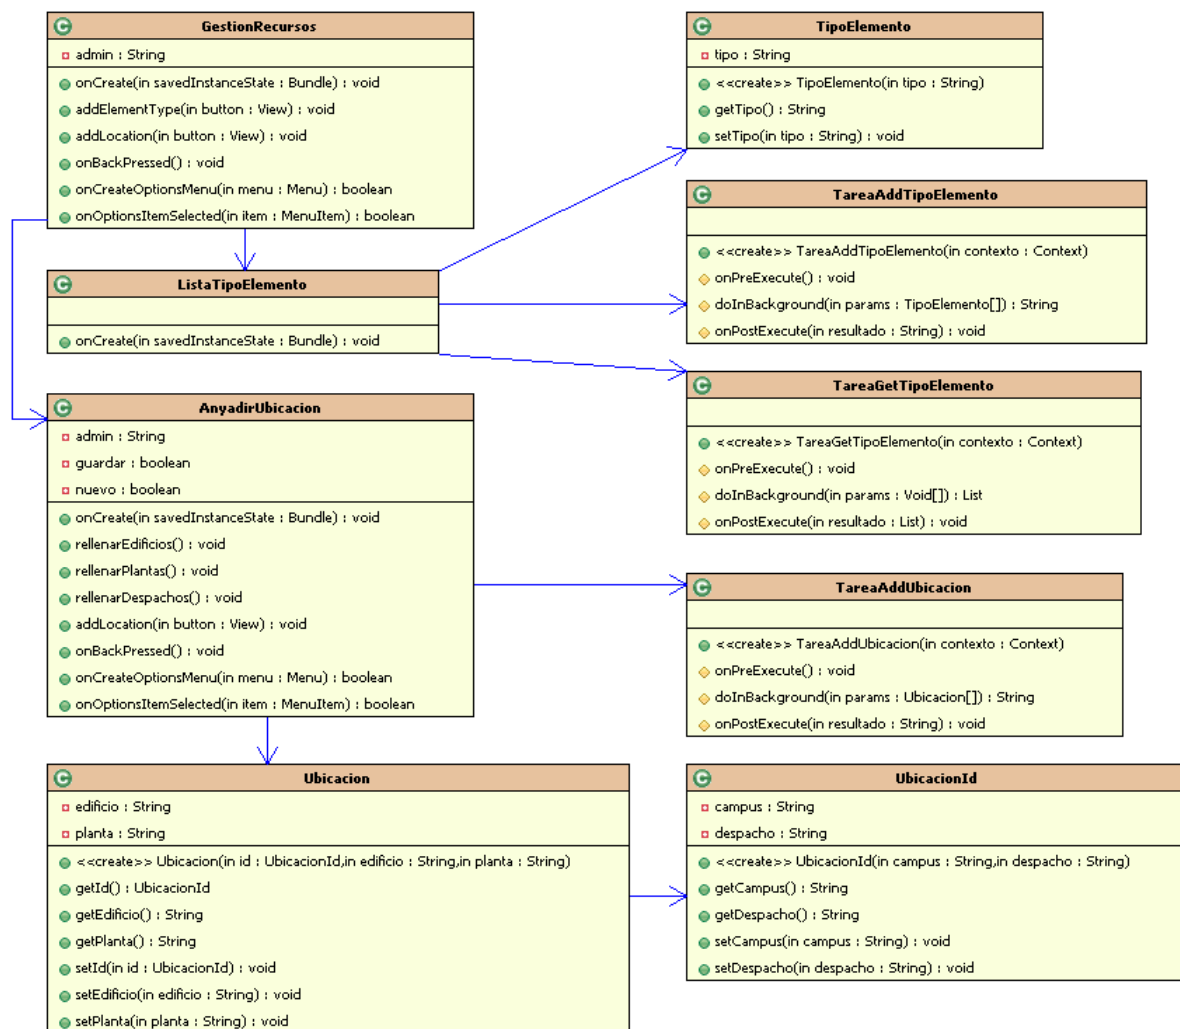 GestionRecursos
admin : String
onCreate(in savedInstanceState : Bundle) : void
addElementType(in button : View) : void
addLocation(in button : View) : void
onBackPressed() : void
onCreateOptionsMenu(in menu : Menu) : boolean
onOptionsItemSelected(in item : MenuItem) : boolean
TipoElemento
tipo : String
<<create>> TipoElemento(in tipo : String)
getTipo() : String
setTipo(in tipo : String) : void
TareaAddTipoElemento
<<create>> TareaAddTipoElemento(in contexto : Context)
onPreExecute() : void
doInBackground(in params : TipoElemento[]) : String
onPostExecute(in resultado : String) : void
ListaTipoElemento
onCreate(in savedInstanceState : Bundle) : void
TareaGetTipoElemento
<<create>> TareaGetTipoElemento(in contexto : Context)
onPreExecute() : void
doInBackground(in params : Void[]) : List
onPostExecute(in resultado : List) : void
AnyadirUbicacion
admin : String
guardar : boolean
nuevo : boolean
onCreate(in savedInstanceState : Bundle) : void
rellenarEdificios() : void
rellenarPlantas() : void
rellenarDespachos() : void
addLocation(in button : View) : void
onBackPressed() : void
onCreateOptionsMenu(in menu : Menu) : boolean
onOptionsItemSelected(in item : MenuItem) : boolean
TareaAddUbicacion
<<create>> TareaAddUbicacion(in contexto : Context)
onPreExecute() : void
doInBackground(in params : Ubicacion[]) : String
onPostExecute(in resultado : String) : void
Ubicacion
edificio : String
planta : String
<<create>> Ubicacion(in id : UbicacionId,in edificio : String,in planta : String)
getId() : UbicacionId
getEdificio() : String
getPlanta() : String
setId(in id : UbicacionId) : void
setEdificio(in edificio : String) : void
setPlanta(in planta : String) : void
UbicacionId
campus : String
despacho : String
<<create>> UbicacionId(in campus : String,in despacho : String)
getCampus() : String
getDespacho() : String
setCampus(in campus : String) : void
setDespacho(in despacho : String) : void